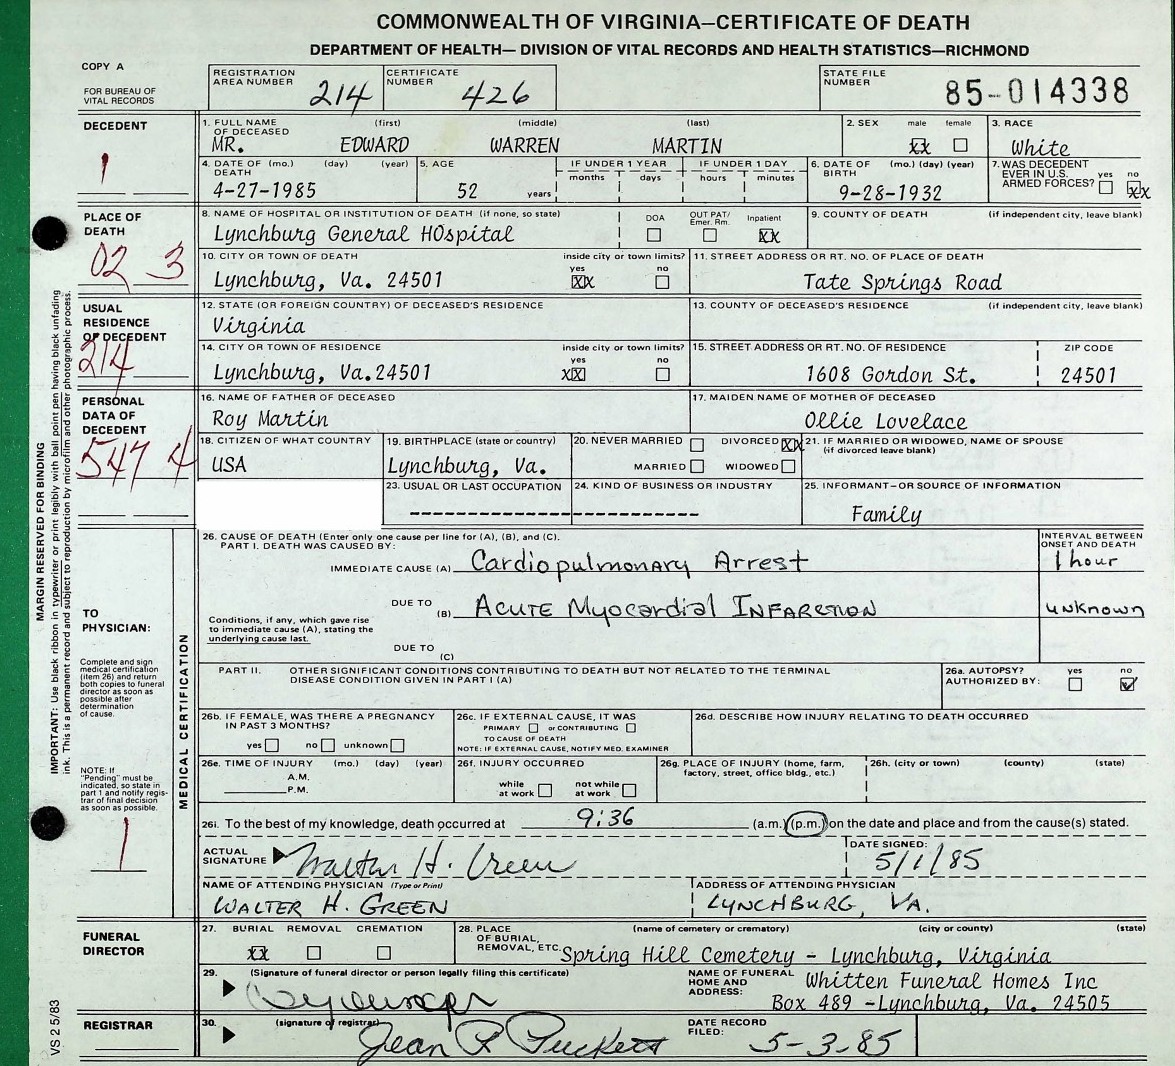 COMMONWEALTH OF VIRGINIA—CERTIFICATE OF DEATH
DEPARTMENT OF HEALTH— DIVISION OF VITAL RECORDS AND HEALTH STATISTICS—RICHMOND
COPY A
FOR BUREAU OF VITAL RECORDS
REGISTRATION AREA NUMBER 214
CERTIFICATE NUMBER 426
STATE FILE NUMBER 85-014338
DECEDENT
1
1. FULL NAME OF DECEASED (first) (middle) (last)
MR. EDWARD WARREN MARTIN
2. SEX male female
XX
3. RACE
White
4. DATE OF DEATH (mo.) (day) (year)
4-27-1985
5. AGE
52 years
IF UNDER 1 YEAR months days
IF UNDER 1 DAY hours minutes
6. DATE OF BIRTH (mo.) (day) (year)
9-28-1932
7. WAS DECEDENT EVER IN U.S. ARMED FORCES? yes no
XX
PLACE OF DEATH
02 3
8. NAME OF HOSPITAL OR INSTITUTION OF DEATH (if none, so state)
Lynchburg General HOspital
DOA OUT PAT/ Emer. Rm. Inpatient
XX
9. COUNTY OF DEATH (if independent city, leave blank)
10. CITY OR TOWN OF DEATH inside city or town limits? yes no
Lynchburg, Va. 24501 XX
11. STREET ADDRESS OR RT. NO. OF PLACE OF DEATH
Tate Springs Road
USUAL RESIDENCE OF DECEDENT
214
12. STATE (OR FOREIGN COUNTRY) OF DECEASED'S RESIDENCE
Virginia
13. COUNTY OF DECEASED'S RESIDENCE (if independent city, leave blank)
14. CITY OR TOWN OF RESIDENCE inside city or town limits? yes no
Lynchburg, Va.24501 XX
15. STREET ADDRESS OR RT. NO. OF RESIDENCE ZIP CODE
1608 Gordon St. 24501
PERSONAL DATA OF DECEDENT
547 4
16. NAME OF FATHER OF DECEASED
Roy Martin
17. MAIDEN NAME OF MOTHER OF DECEASED
Ollie Lovelace
18. CITIZEN OF WHAT COUNTRY
USA
19. BIRTHPLACE (state or country)
Lynchburg, Va.
20. NEVER MARRIED DIVORCED XX
MARRIED WIDOWED
21. IF MARRIED OR WIDOWED, NAME OF SPOUSE (if divorced leave blank)
23. USUAL OR LAST OCCUPATION
24. KIND OF BUSINESS OR INDUSTRY
------------------------------
25. INFORMANT—OR SOURCE OF INFORMATION
Family
MARGIN RESERVED FOR BINDING
IMPORTANT: Use black ribbon in typewriter or print legibly with ball point pen having black unfading
ink. This is a permanent record and subject to reproduction by microfilm and other photographic process.
TO PHYSICIAN:
Complete and sign medical certification (item 26) and return both copies to funeral director as soon as possible after determination of cause.
NOTE: If "Pending" must be indicated, so state in part 1 and notify registrar of final decision as soon as possible.
1
MEDICAL CERTIFICATION
26. CAUSE OF DEATH (Enter only one cause per line for (A), (B), and (C).
PART I. DEATH WAS CAUSED BY:
INTERVAL BETWEEN ONSET AND DEATH
IMMEDIATE CAUSE (A) Cardiopulmonary Arrest 1 hour
DUE TO (B) Acute Myocardial Infarction unknown
Conditions, if any, which gave rise to immediate cause (A), stating the underlying cause last.
DUE TO (C)
PART II. OTHER SIGNIFICANT CONDITIONS CONTRIBUTING TO DEATH BUT NOT RELATED TO THE TERMINAL
DISEASE CONDITION GIVEN IN PART I (A)
26a. AUTOPSY? AUTHORIZED BY: yes no
26b. IF FEMALE, WAS THERE A PREGNANCY IN PAST 3 MONTHS?
yes no unknown
26c. IF EXTERNAL CAUSE, IT WAS
PRIMARY or CONTRIBUTING
TO CAUSE OF DEATH
NOTE: IF EXTERNAL CAUSE, NOTIFY MED. EXAMINER
26d. DESCRIBE HOW INJURY RELATING TO DEATH OCCURRED
26e. TIME OF INJURY (mo.) (day) (year)
A.M.
P.M.
26f. INJURY OCCURRED
while at work not while at work
26g. PLACE OF INJURY (home, farm, factory, street, office bldg., etc.)
26h. (city or town) (county) (state)
26i. To the best of my knowledge, death occurred at 9:36 (a.m.) (p.m.) on the date and place and from the cause(s) stated.
ACTUAL SIGNATURE Walter H. Green
DATE SIGNED: 5/1/85
NAME OF ATTENDING PHYSICIAN (Type or Print)
WALTER H. GREEN
ADDRESS OF ATTENDING PHYSICIAN
LYNCHBURG, VA.
FUNERAL DIRECTOR
27. BURIAL REMOVAL CREMATION
XX
28. PLACE OF BURIAL, REMOVAL, ETC. (name of cemetery or crematory) (city or county) (state)
Spring Hill Cemetery - Lynchburg, Virginia
29. (Signature of funeral director or person legally filing this certificate)
NAME OF FUNERAL HOME AND ADDRESS:
Whitten Funeral Homes Inc
Box 489 -Lynchburg, Va. 24505
REGISTRAR
30. (signature of registrar)
Jean P. Puckett
DATE RECORD FILED: 5-3-85
VS 2 5/83